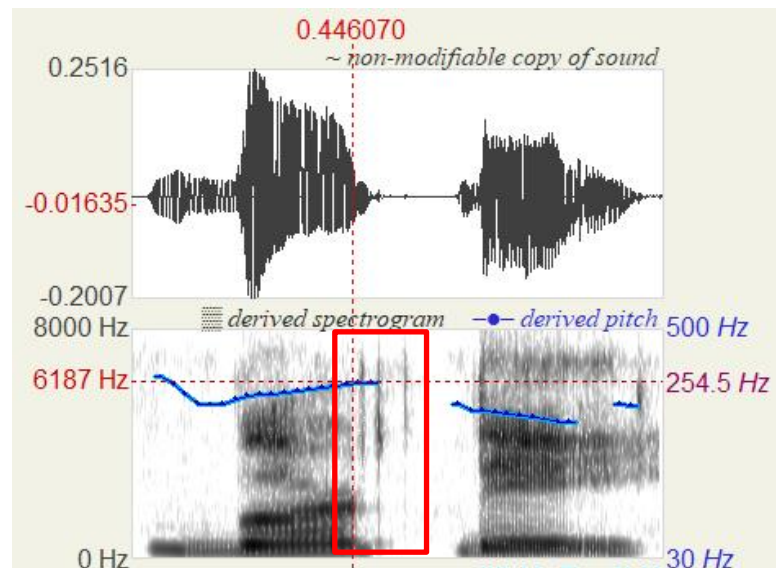 0.446070
~ non-modifiable copy of sound
0.2516
-0.01635
-0.2007
8000 Hz derived spectrogram derived pitch 500 Hz
6187 Hz 254.5 Hz
0 Hz 30 Hz